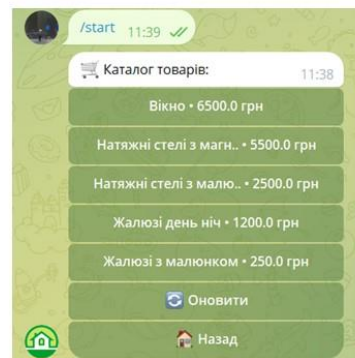 /start 11:39
🛒 Каталог товарів: 11:38
Вікно • 6500.0 грн
Натяжні стелі з магн.. • 5500.0 грн
Натяжні стелі з малю.. • 2500.0 грн
Жалюзі день ніч • 1200.0 грн
Жалюзі з малюнком • 250.0 грн
🔄 Оновити
🏠 Назад